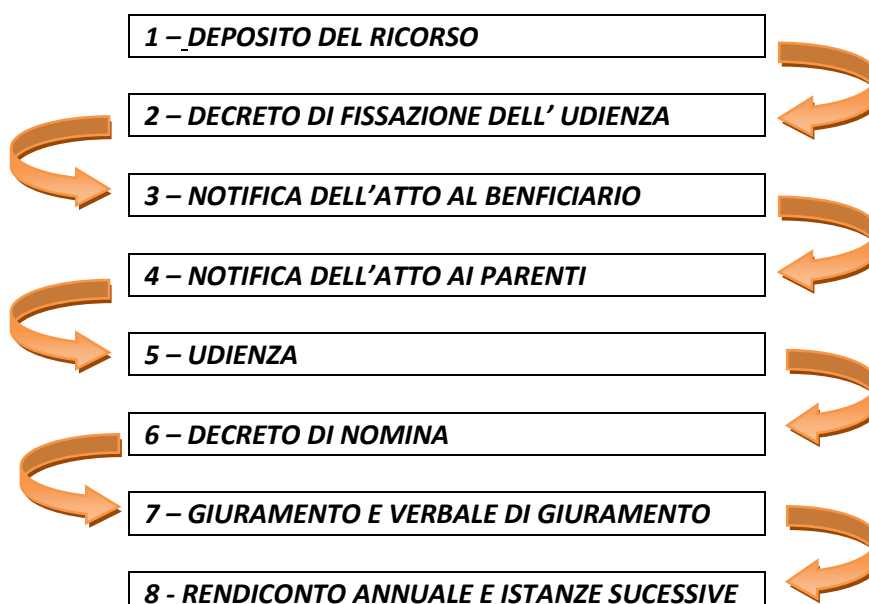 1 – DEPOSITO DEL RICORSO
2 – DECRETO DI FISSAZIONE DELL’ UDIENZA
3 – NOTIFICA DELL’ATTO AL BENFICIARIO
4 – NOTIFICA DELL’ATTO AI PARENTI
5 – UDIENZA
6 – DECRETO DI NOMINA
7 – GIURAMENTO E VERBALE DI GIURAMENTO
8 - RENDICONTO ANNUALE E ISTANZE SUCESSIVE